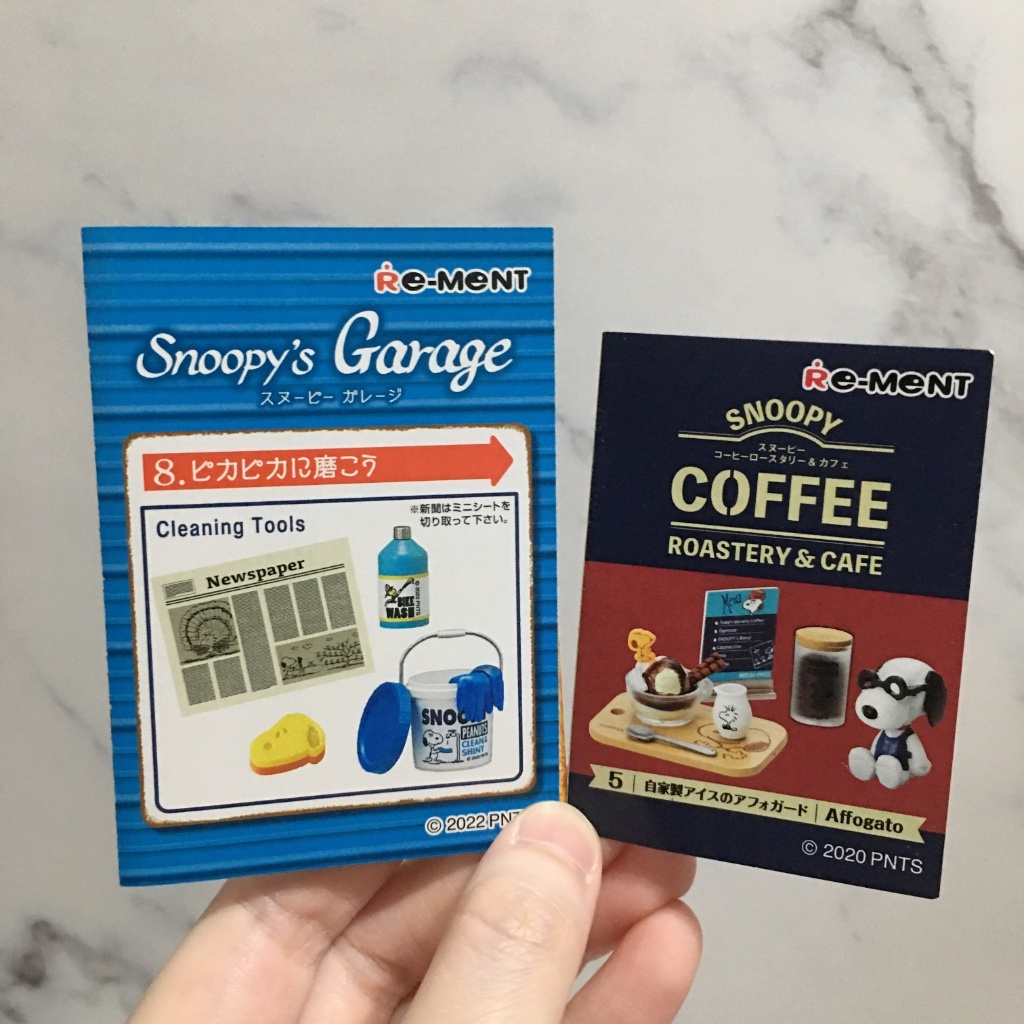 Re-MeNT
Snoopy's Garage
スヌーピー ガレージ
8.ピカピカに磨こう
Cleaning Tools
※新聞はミニシートを
切り取って下さい。
Newspaper
BIKE
WASH
SNOO
PEANUTS
CLEAN &
SHINY
© 2022 PNT
Re-MeNT
SNOOPY
スヌーピー
コーヒーロースタリー&カフェ
COFFEE
ROASTERY & CAFE
Menu
5 | 自家製アイスのアフォガード | Affogato
© 2020 PNTS